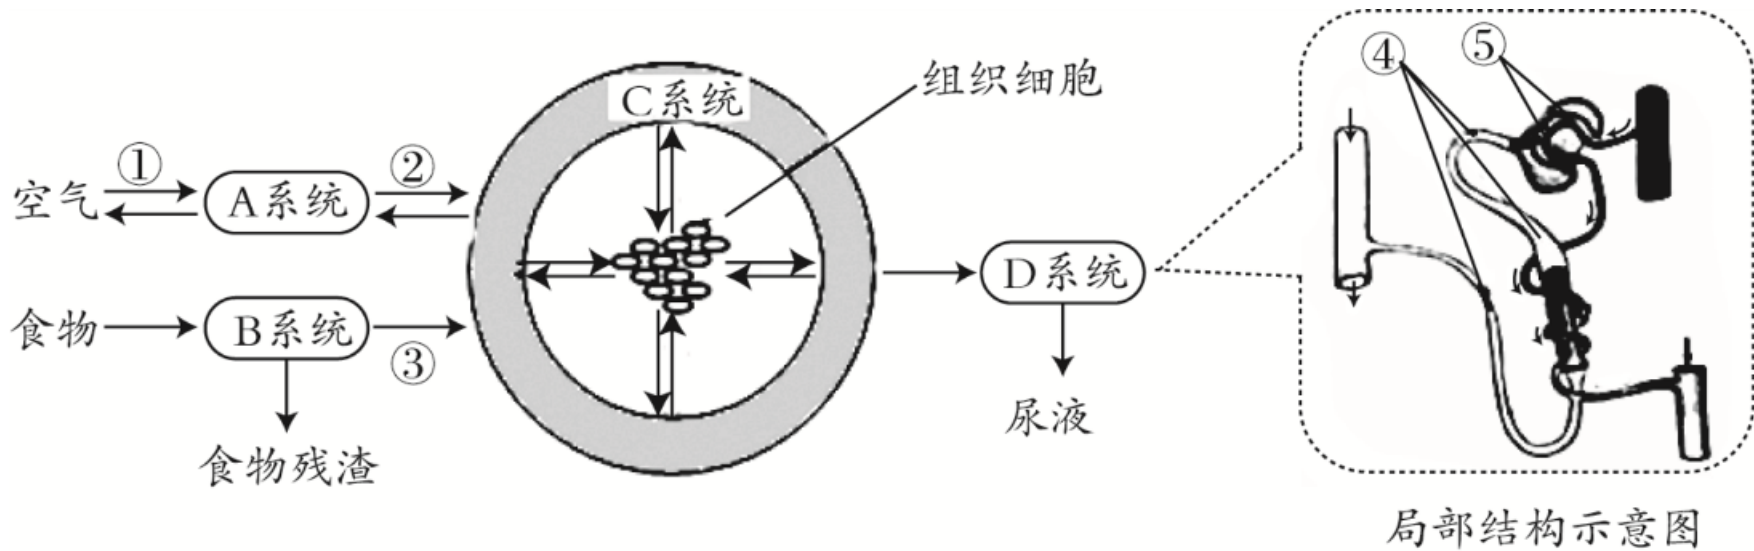 空气
①
A系统
②
食物
B系统
③
食物残渣
C系统
组织细胞
D系统
尿液
④
⑤
局部结构示意图